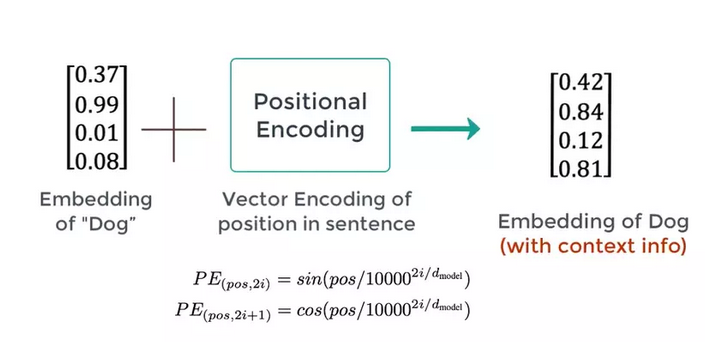 [0.37]
[0.99]
[0.01]
[0.08]
+
Positional
Encoding
[0.42]
[0.84]
[0.12]
[0.81]
Embedding
of "Dog”
Vector Encoding of
position in sentence
Embedding of Dog
(with context info)
PE(pos,2i) = sin(pos/10000^2i/dmodel)
PE(pos,2i+1) = cos(pos/10000^2i/dmodel)